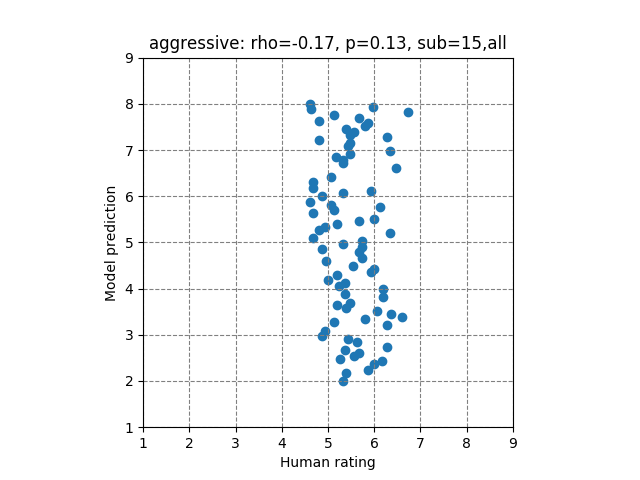 aggressive: rho=-0.17, p=0.13, sub=15,all
9
8
7
6
5
4
3
2
1
Model prediction
1 2 3 4 5 6 7 8 9
Human rating